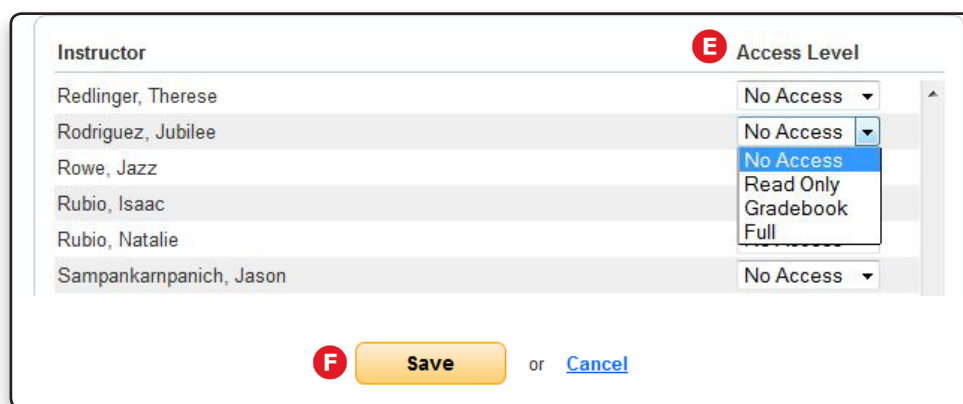 Instructor E Access Level
Redlinger, Therese No Access
Rodriguez, Jubilee No Access
No Access
Rowe, Jazz
Read Only
Rubio, Isaac Gradebook
Full
Rubio, Natalie
Sampankarnpanich, Jason No Access
F Save or Cancel